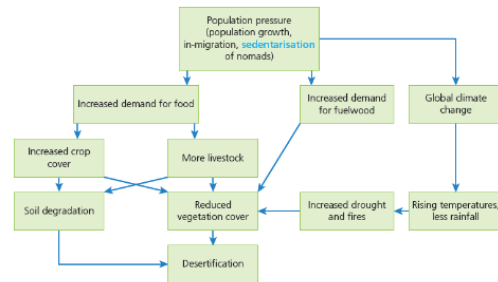 Population pressure
(population growth,
in-migration, sedentarisation
of nomads)
Increased demand for food
Increased demand
for fuelwood
Global climate
change
Increased crop
cover
More livestock
Soil degradation
Reduced
vegetation cover
Increased drought
and fires
Rising temperatures,
less rainfall
Desertification